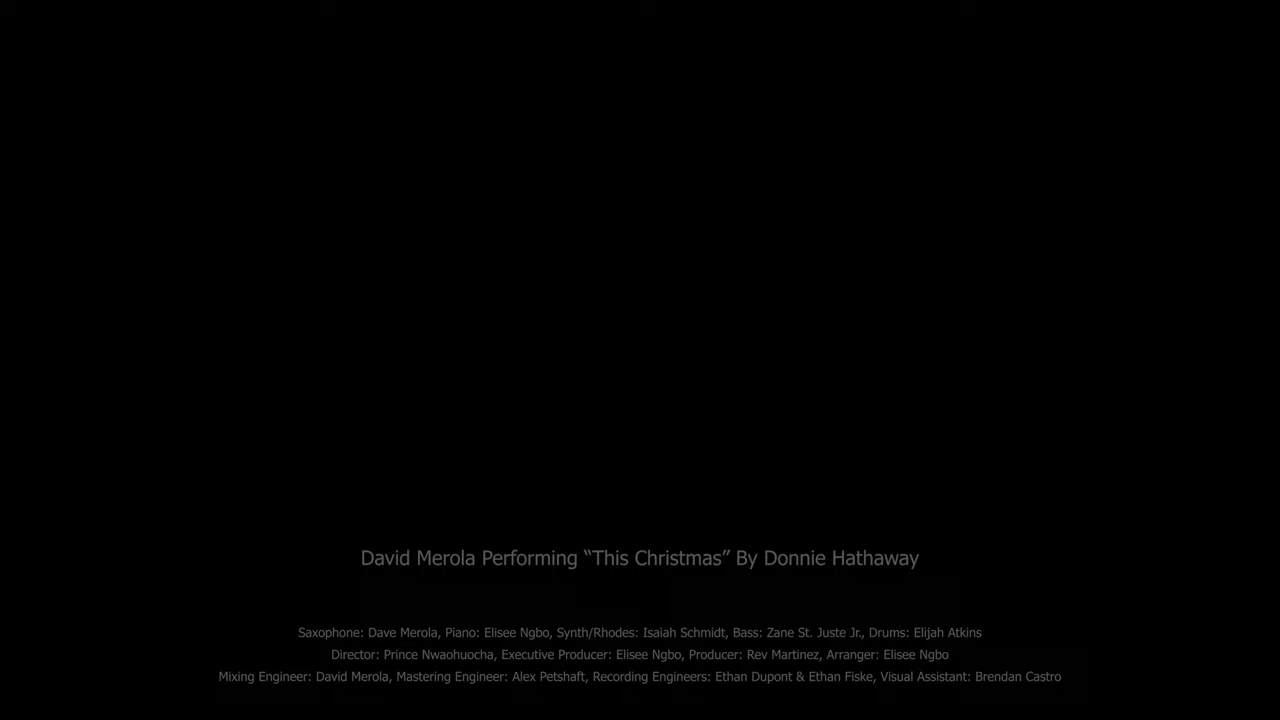 David Merola Performing “This Christmas” By Donnie Hathaway
Saxophone: Dave Merola, Piano: Elisee Ngbo, Synth/Rhodes: Isaiah Schmidt, Bass: Zane St. Juste Jr., Drums: Elijah Atkins
Director: Prince Nwaohuocha, Executive Producer: Elisee Ngbo, Producer: Rev Martinez, Arranger: Elisee Ngbo
Mixing Engineer: David Merola, Mastering Engineer: Alex Petshaft, Recording Engineers: Ethan Dupont & Ethan Fiske, Visual Assistant: Brendan Castro